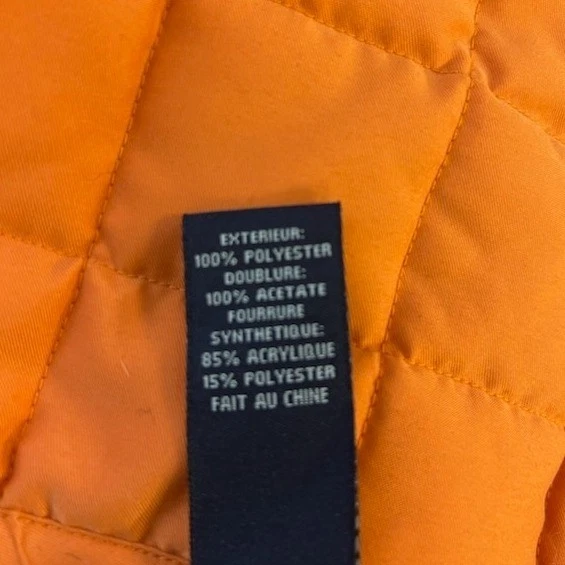 EXTERIEUR:
100% POLYESTER
DOUBLURE:
100% ACETATE
FOURRURE
SYNTHETIQUE:
85% ACRYLIQUE
15% POLYESTER
FAIT AU CHINE